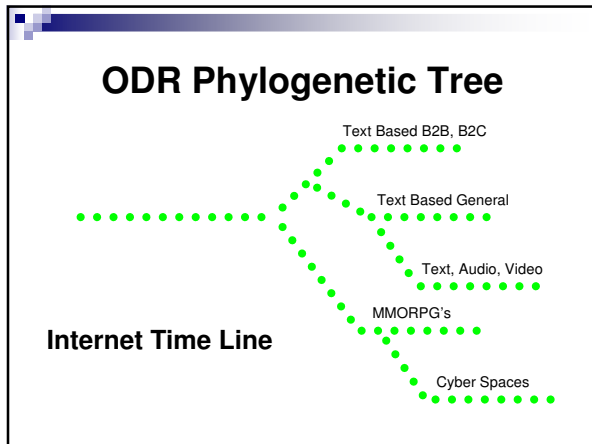 ODR Phylogenetic Tree
Text Based B2B, B2C
Text Based General
Text, Audio, Video
MMORPG's
Internet Time Line
Cyber Spaces